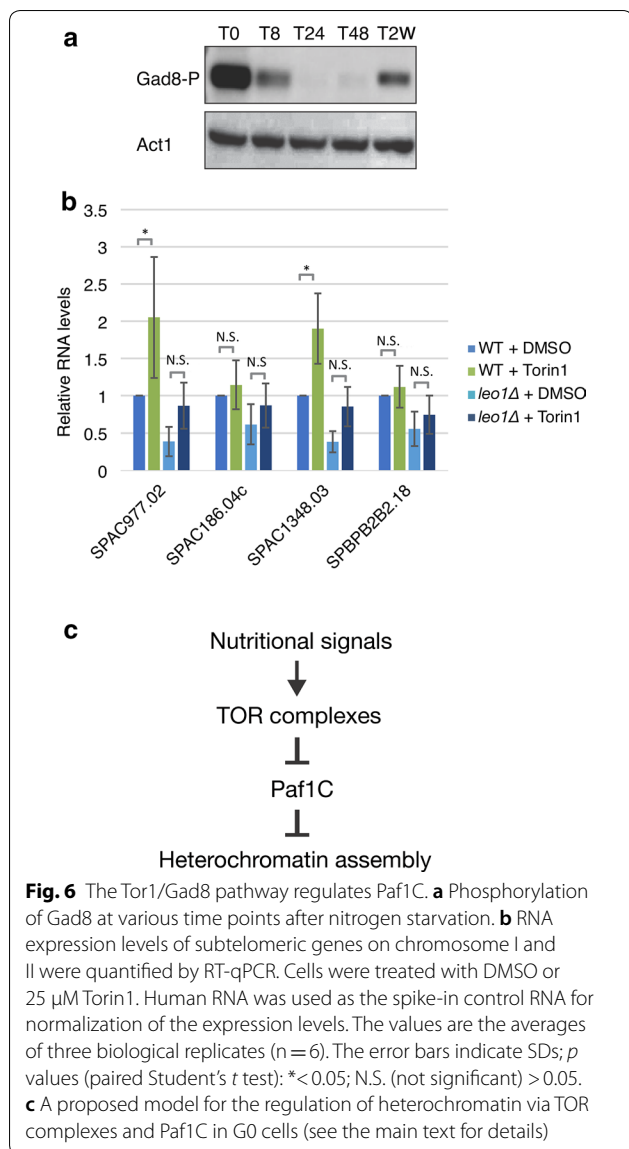 a
T0 T8 T24 T48 T2W
Gad8-P
Act1
b
3.5
3
2.5
2
1.5
1
0.5
0
Relative RNA levels
*
N.S.
N.S.
N.S.
*
N.S.
N.S.
N.S.
WT + DMSO
WT + Torin1
leo1Δ + DMSO
leo1Δ + Torin1
SPAC977.02
SPAC186.04c
SPAC1348.03
SPBPB2B2.18
c
Nutritional signals
TOR complexes
Paf1C
Heterochromatin assembly
Fig. 6 The Tor1/Gad8 pathway regulates Paf1C. a Phosphorylation
of Gad8 at various time points after nitrogen starvation. b RNA
expression levels of subtelomeric genes on chromosome I and
II were quantified by RT-qPCR. Cells were treated with DMSO or
25 µM Torin1. Human RNA was used as the spike-in control RNA for
normalization of the expression levels. The values are the averages
of three biological replicates (n = 6). The error bars indicate SDs; p
values (paired Student's t test): *< 0.05; N.S. (not significant) > 0.05.
c A proposed model for the regulation of heterochromatin via TOR
complexes and Paf1C in G0 cells (see the main text for details)